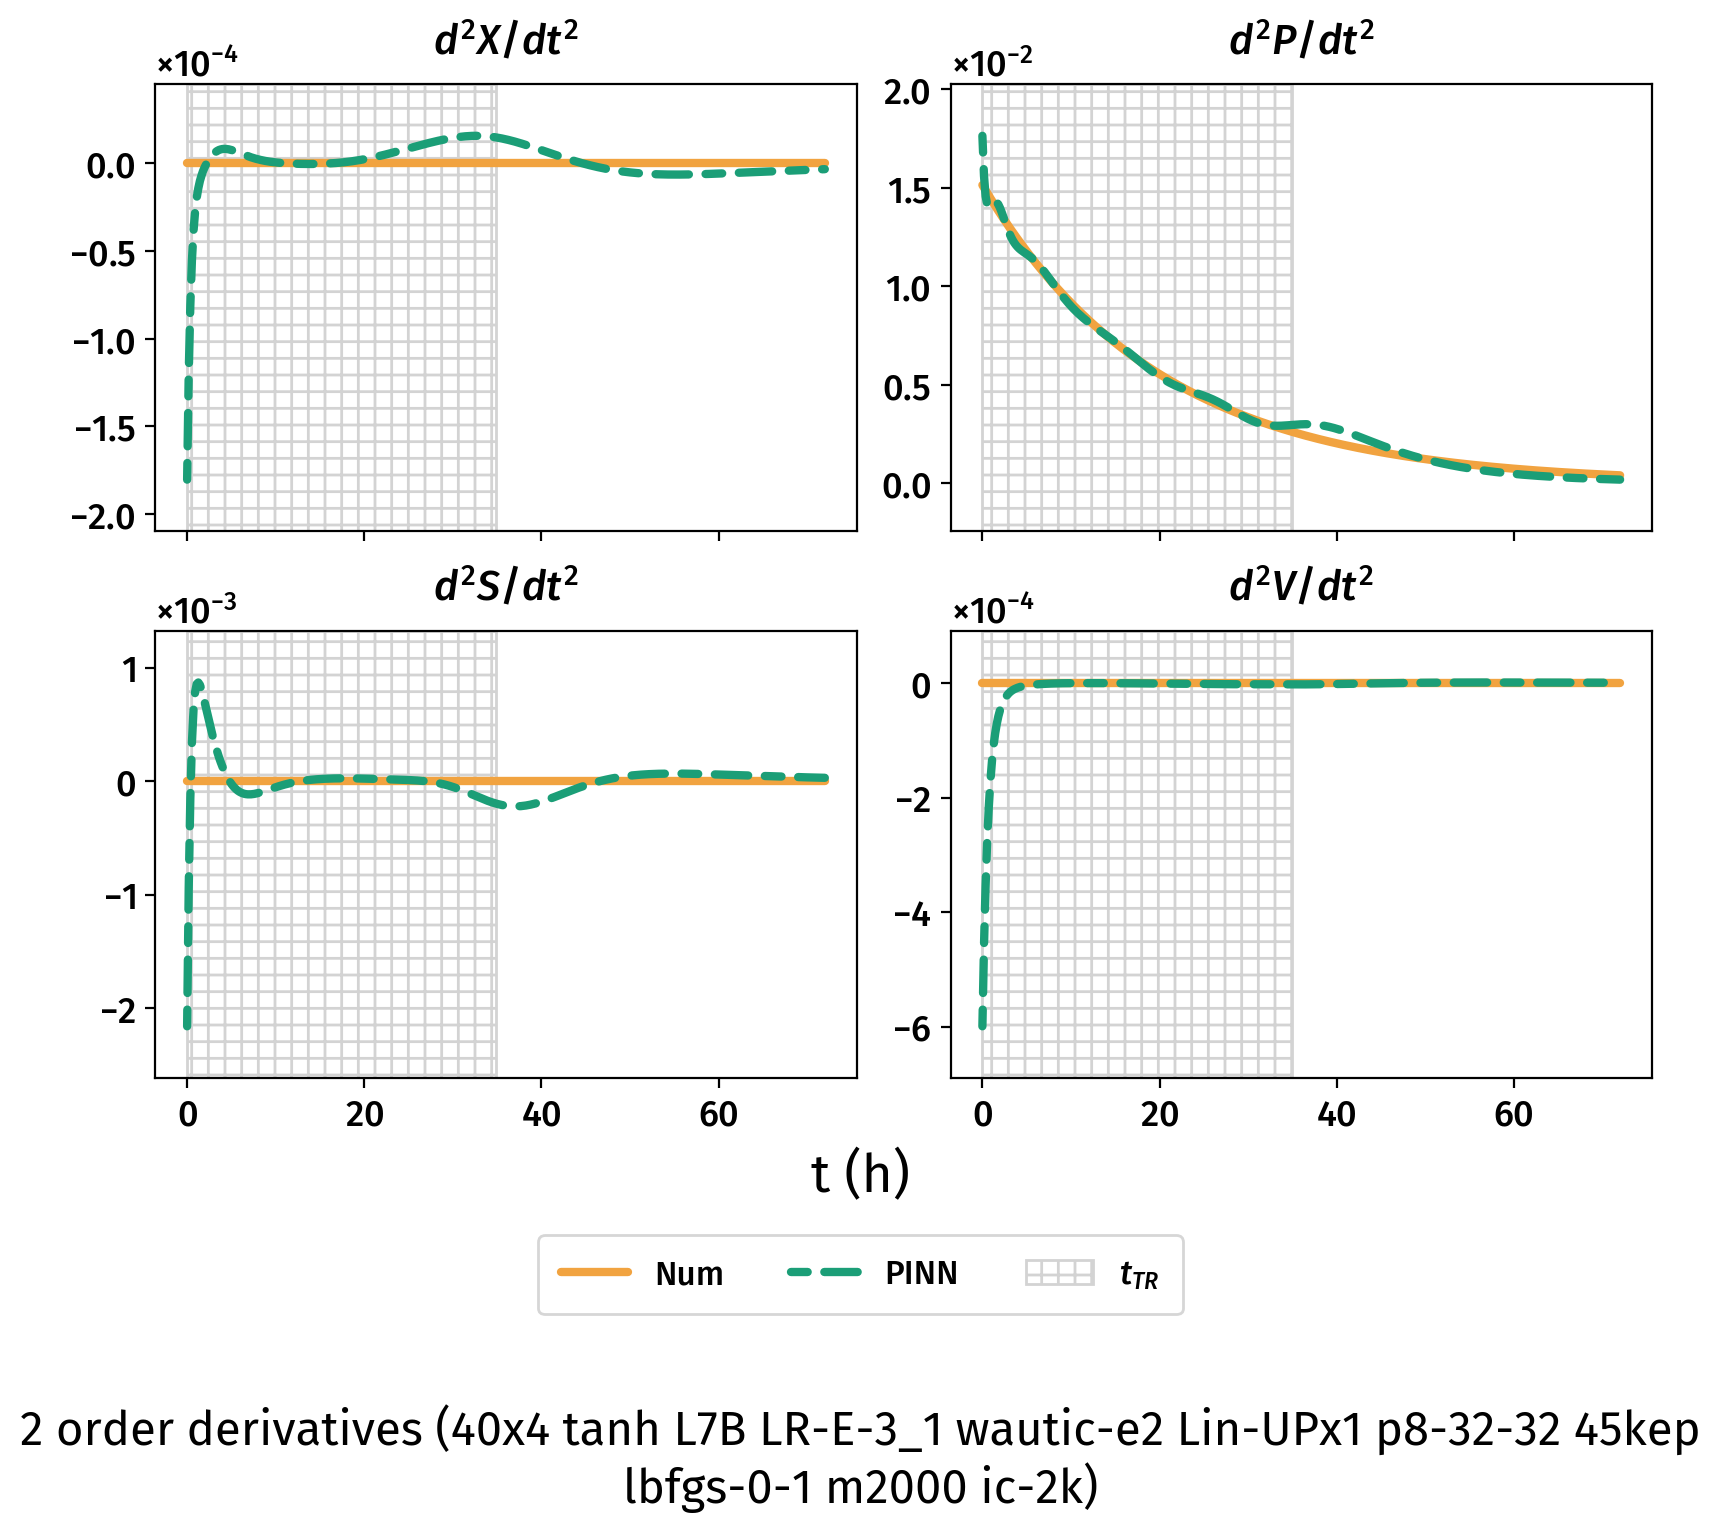 d²X/dt²
×10⁻⁴
0.0
−0.5
−1.0
−1.5
−2.0
d²P/dt²
×10⁻²
2.0
1.5
1.0
0.5
0.0
d²S/dt²
×10⁻³
1
0
−1
−2
0 20 40 60
d²V/dt²
×10⁻⁴
0
−2
−4
−6
0 20 40 60
t (h)
Num PINN t_TR
2 order derivatives (40x4 tanh L7B LR-E-3_1 wautic-e2 Lin-UPx1 p8-32-32 45kep
lbfgs-0-1 m2000 ic-2k)